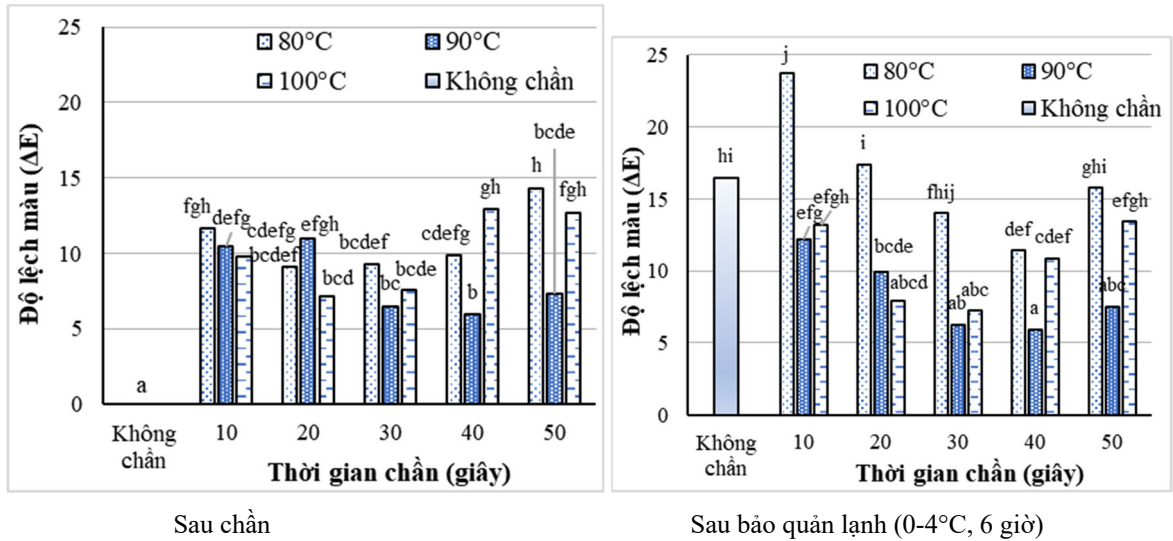 25
20
15
10
5
0
Độ lệch màu (ΔE)
80°C
90°C
100°C
Không chần
a
fgh
defg
cdefg
bcdef
efgh
bcd
bcdef
bc
bcde
cdefg
b
gh
h
bcde
fgh
Không chần
10
20
30
40
50
Thời gian chần (giây)
Sau chần
25
20
15
10
5
0
Độ lệch màu (ΔE)
80°C
90°C
100°C
Không chần
hi
j
efg
efgh
i
bcde
abcd
fhij
ab
abc
def
a
cdef
ghi
abc
efgh
Không chần
10
20
30
40
50
Thời gian chần (giây)
Sau bảo quản lạnh (0-4°C, 6 giờ)